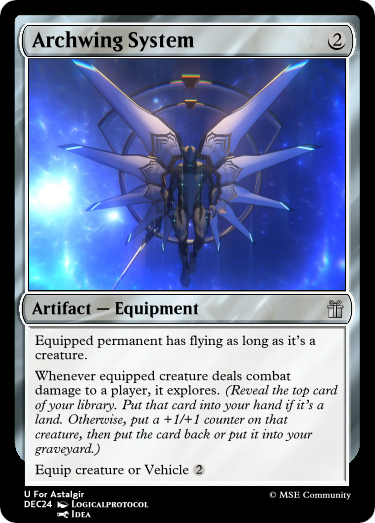 Archwing System 2
Artifact — Equipment
Equipped permanent has flying as long as it's a
creature.
Whenever equipped creature deals combat
damage to a player, it explores. (Reveal the top card
of your library. Put that card into your hand if it's a
land. Otherwise, put a +1/+1 counter on that
creature, then put the card back or put it into your
graveyard.)
Equip creature or Vehicle 2
U For Astalgir
DEC24 LogicalProtocol © MSE Community
Idea